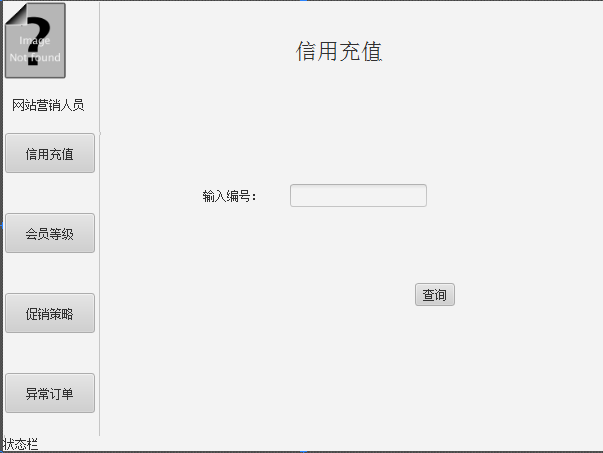 Image
Not found
网站营销人员
信用充值
会员等级
促销策略
异常订单
状态栏
信用充值
输入编号：
查询